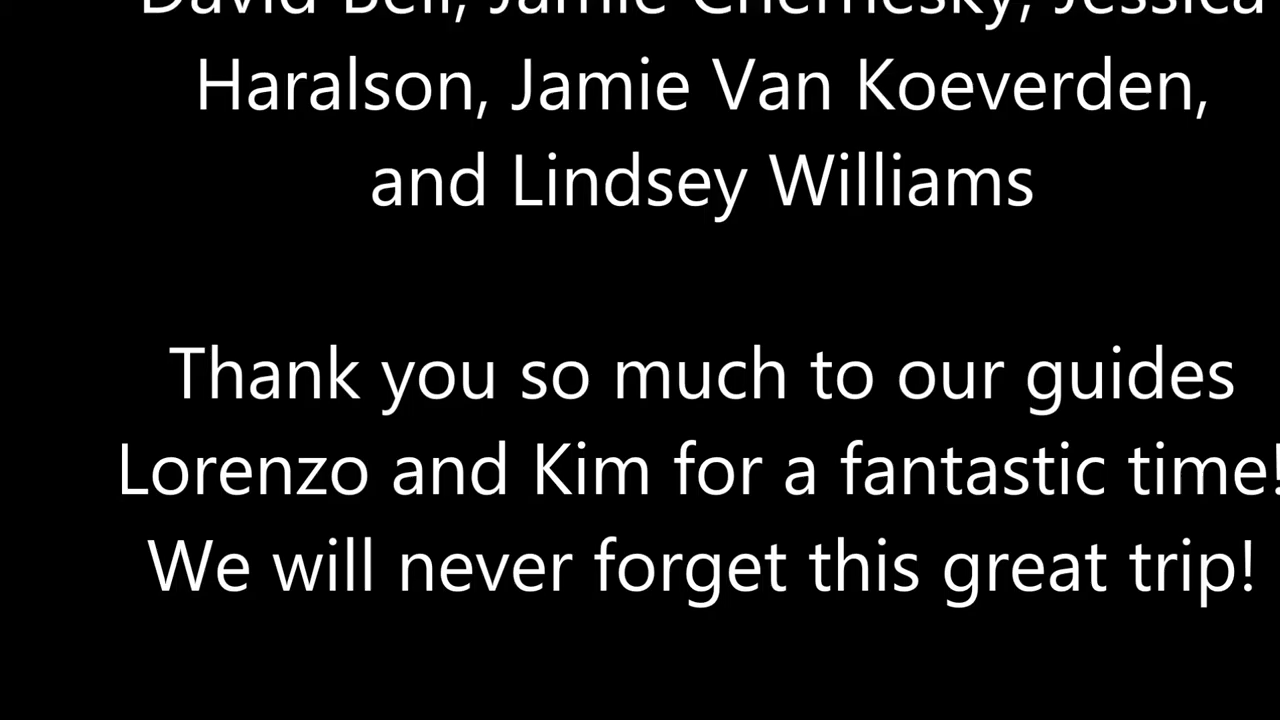 David Bell, Jamie Chernesky, Jessica
Haralson, Jamie Van Koeverden,
and Lindsey Williams
Thank you so much to our guides
Lorenzo and Kim for a fantastic time!
We will never forget this great trip!